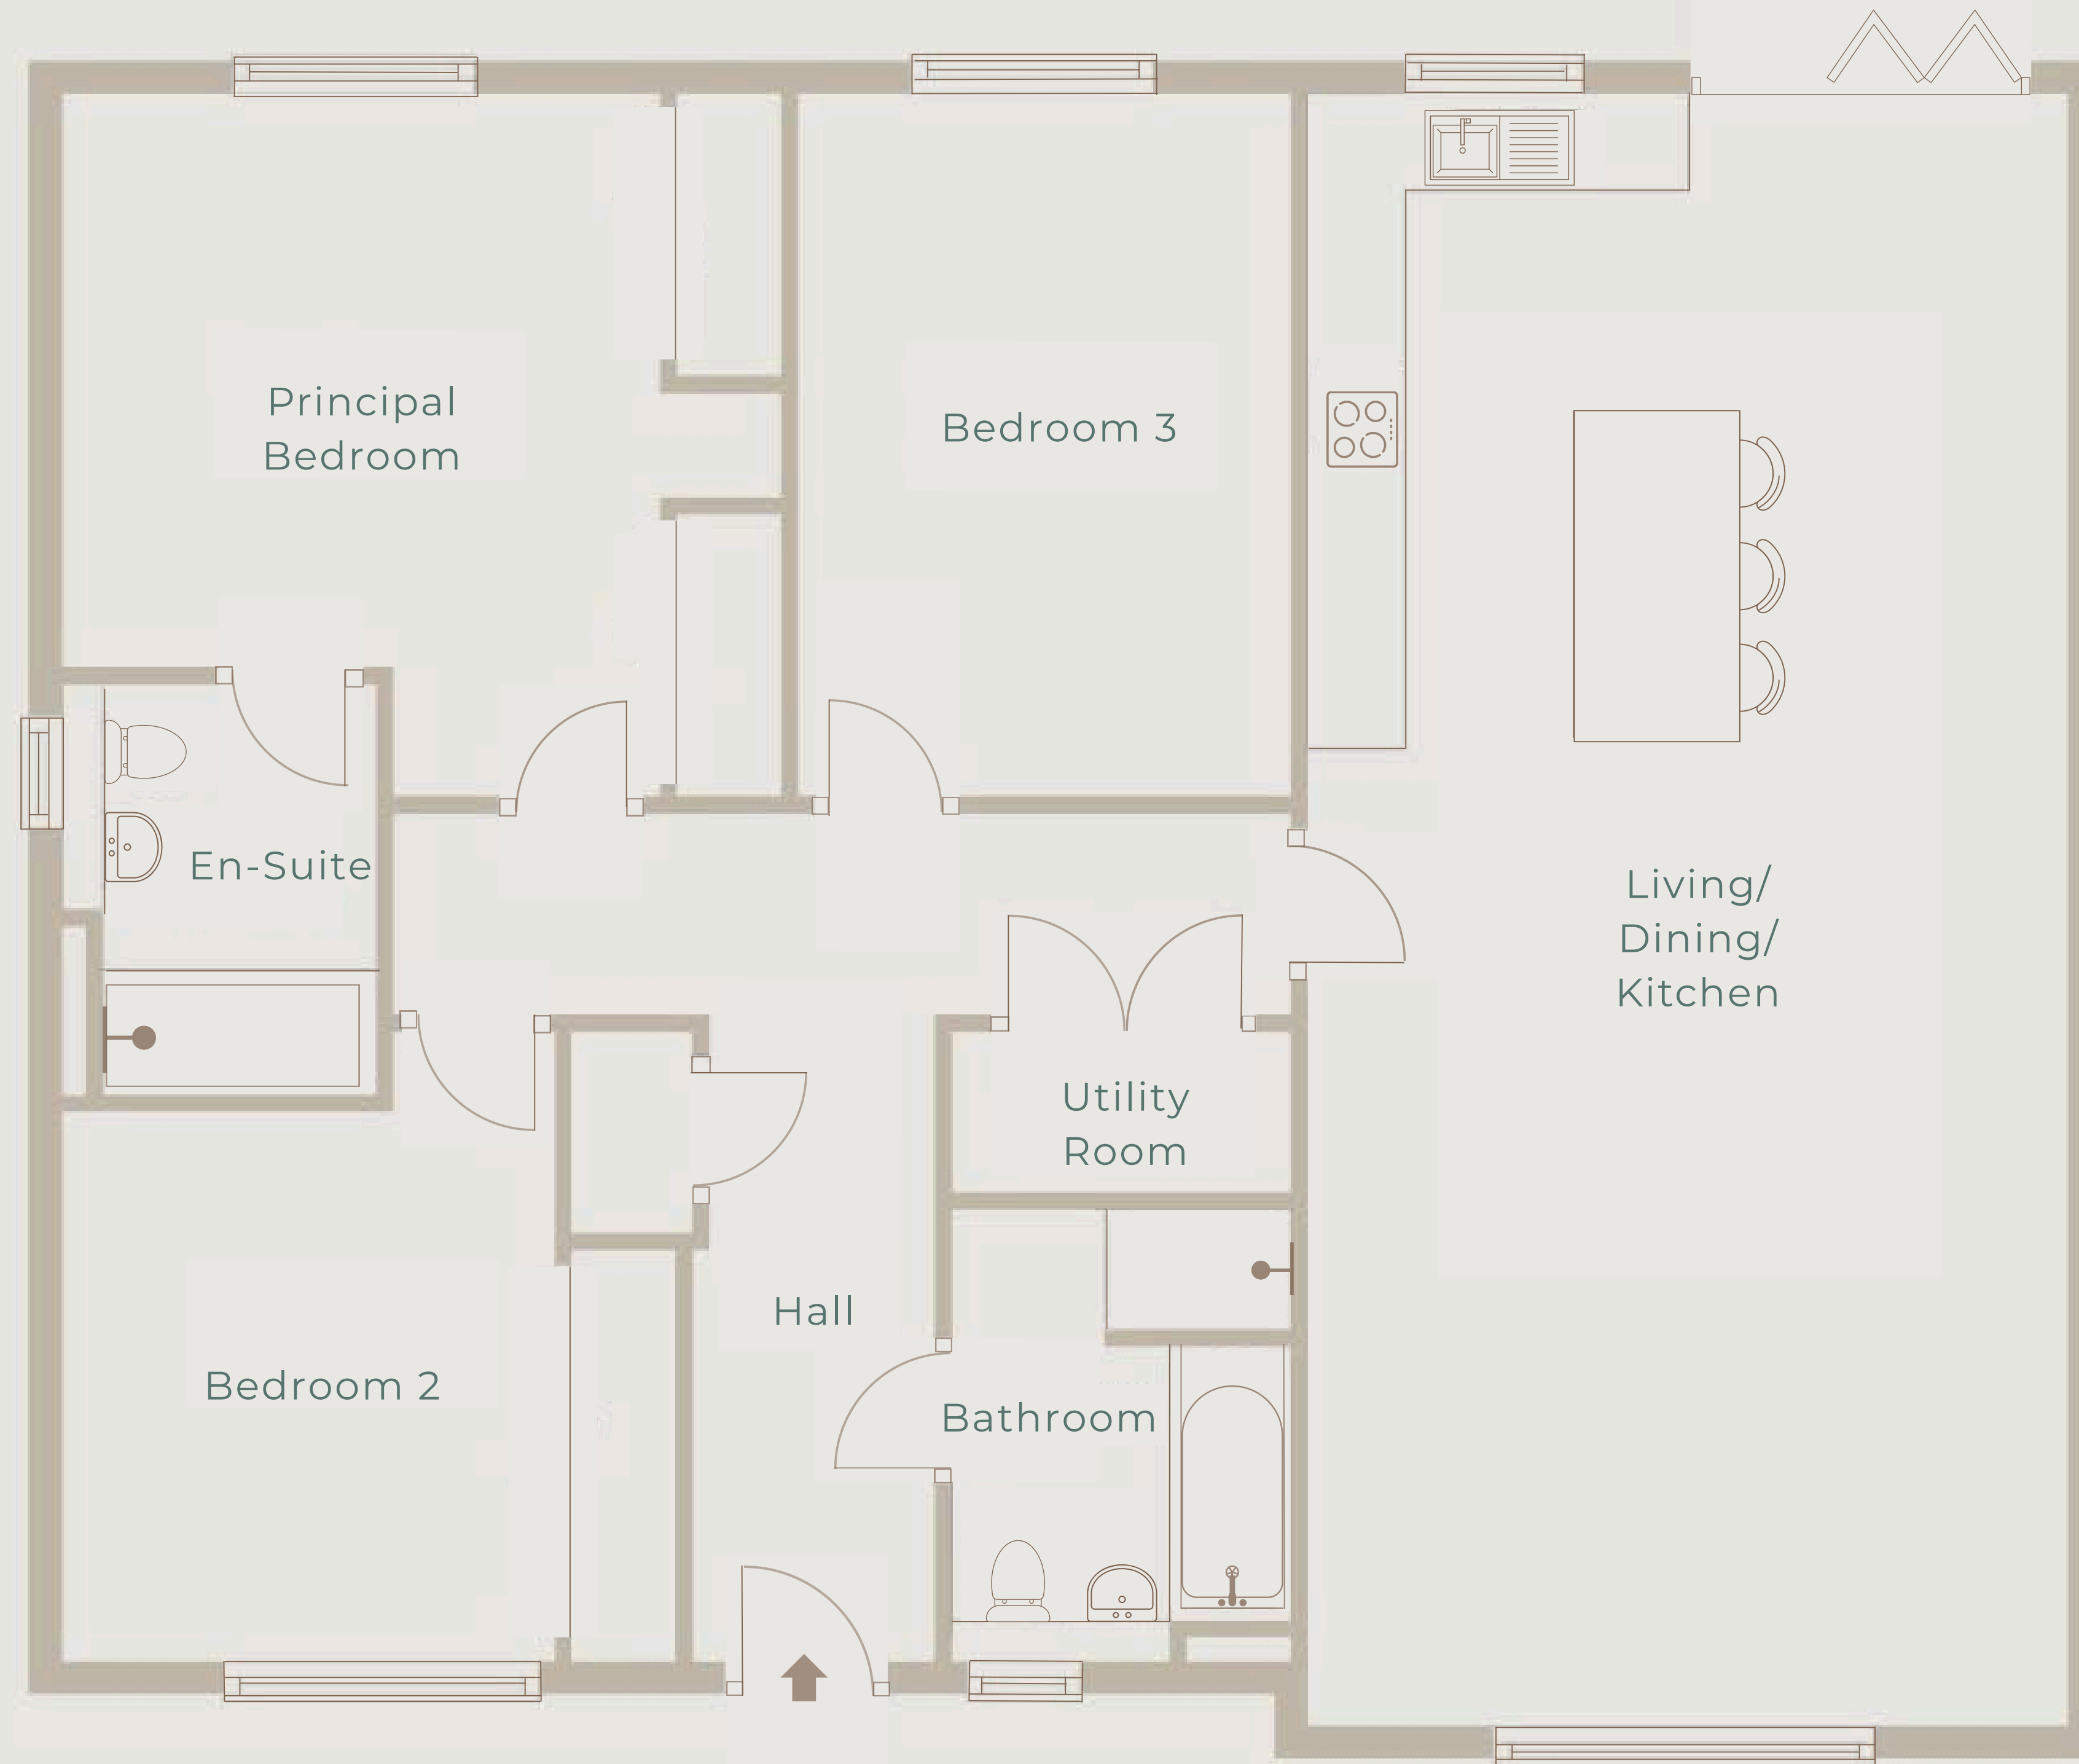 Principal
Bedroom
Bedroom 3
En-Suite
Living/
Dining/
Kitchen
Utility
Room
Hall
Bedroom 2
Bathroom